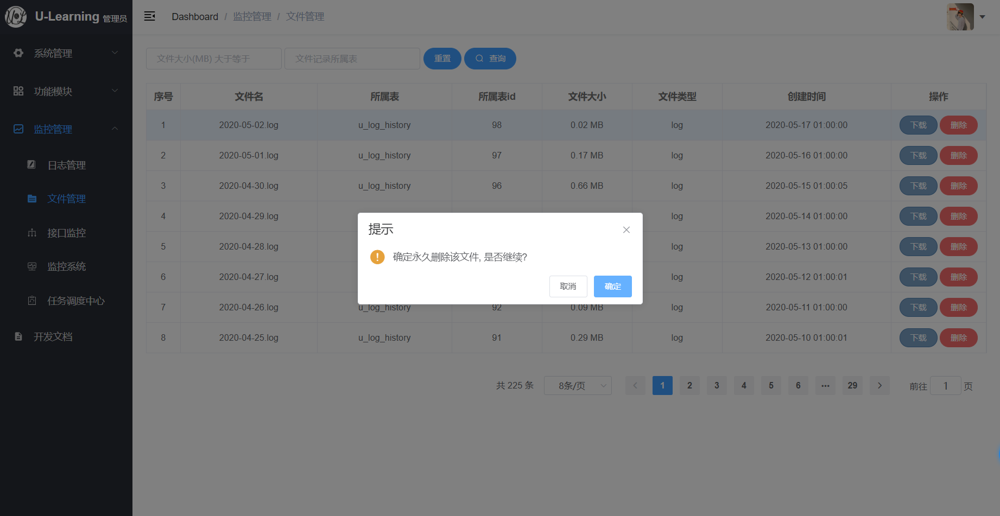 U-Learning 管理员
Dashboard / 监控管理 / 文件管理
系统管理
功能模块
监控管理
日志管理
文件管理
接口监控
监控系统
任务调度中心
开发文档
文件大小(MB) 大于等于 文件记录所属表 重置 查询
序号 文件名 所属表 所属表id 文件大小 文件类型 创建时间 操作
1 2020-05-02.log u_log_history 98 0.02 MB log 2020-05-17 01:00:00 下载 删除
2 2020-05-01.log u_log_history 97 0.17 MB log 2020-05-16 01:00:00 下载 删除
3 2020-04-30.log u_log_history 96 0.66 MB log 2020-05-15 01:00:05 下载 删除
4 2020-04-29.log log 2020-05-14 01:00:00 下载 删除
5 2020-04-28.log log 2020-05-13 01:00:00 下载 删除
6 2020-04-27.log log 2020-05-12 01:00:01 下载 删除
7 2020-04-26.log u_log_history 92 0.09 MB log 2020-05-11 01:00:00 下载 删除
8 2020-04-25.log u_log_history 91 0.29 MB log 2020-05-10 01:00:01 下载 删除
提示
确定永久删除该文件, 是否继续?
取消 确定
共 225 条 8条/页 1 2 3 4 5 6 ••• 29 前往 1 页